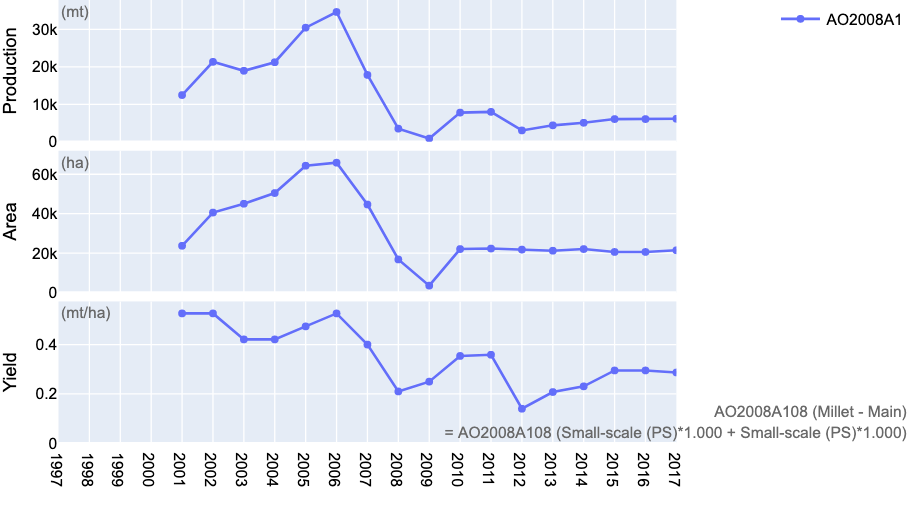 (mt)
AO2008A1
Production
30k
20k
10k
0
(ha)
Area
60k
40k
20k
0
(mt/ha)
Yield
0.4
0.2
0
AO2008A108 (Millet - Main)
= AO2008A108 (Small-scale (PS)*1.000 + Small-scale (PS)*1.000)
1997
1998
1999
2000
2001
2002
2003
2004
2005
2006
2007
2008
2009
2010
2011
2012
2013
2014
2015
2016
2017